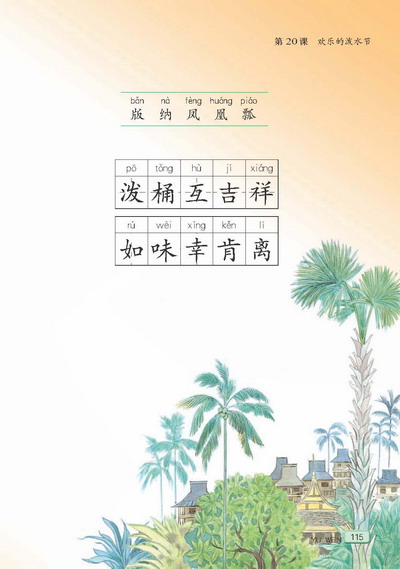 第20课 欢乐的泼水节
bǎn nà fèng huáng piáo
版 纳 凤 凰 瓢
pō tǒng hù jí xiáng
泼 桶 互 吉 祥
rú wèi xìng kěn lí
如 味 幸 肯 离
YU WEN 115